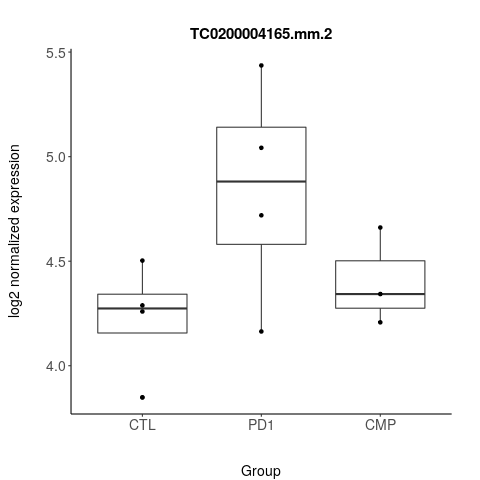 TC0200004165.mm.2
log2 normalized expression
5.5
5.0
4.5
4.0
CTL PD1 CMP
Group